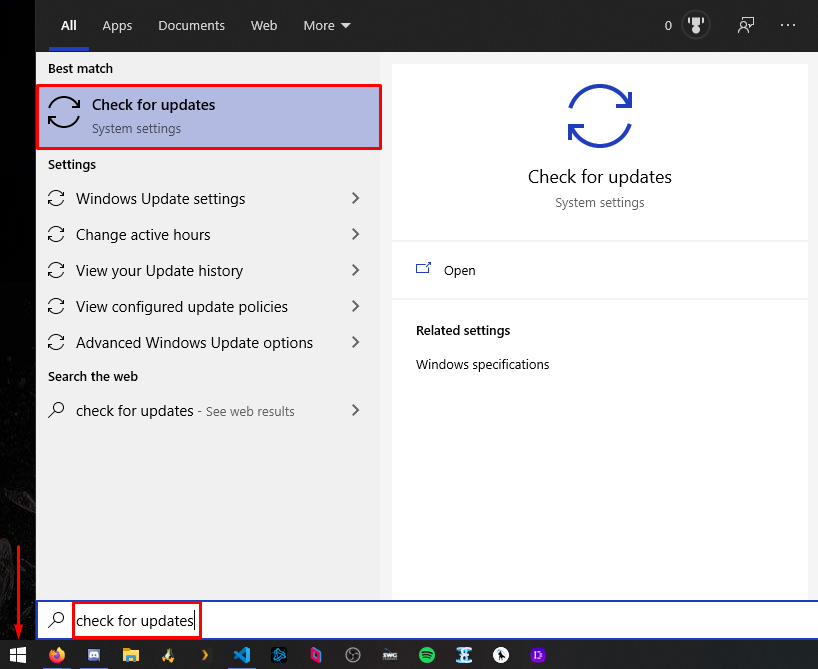 All Apps Documents Web More 0
Best match
Check for updates
System settings
Settings
Windows Update settings
Change active hours
View your Update history
View configured update policies
Advanced Windows Update options
Search the web
check for updates - See web results
Check for updates
System settings
Open
Related settings
Windows specifications
check for updates
SWG